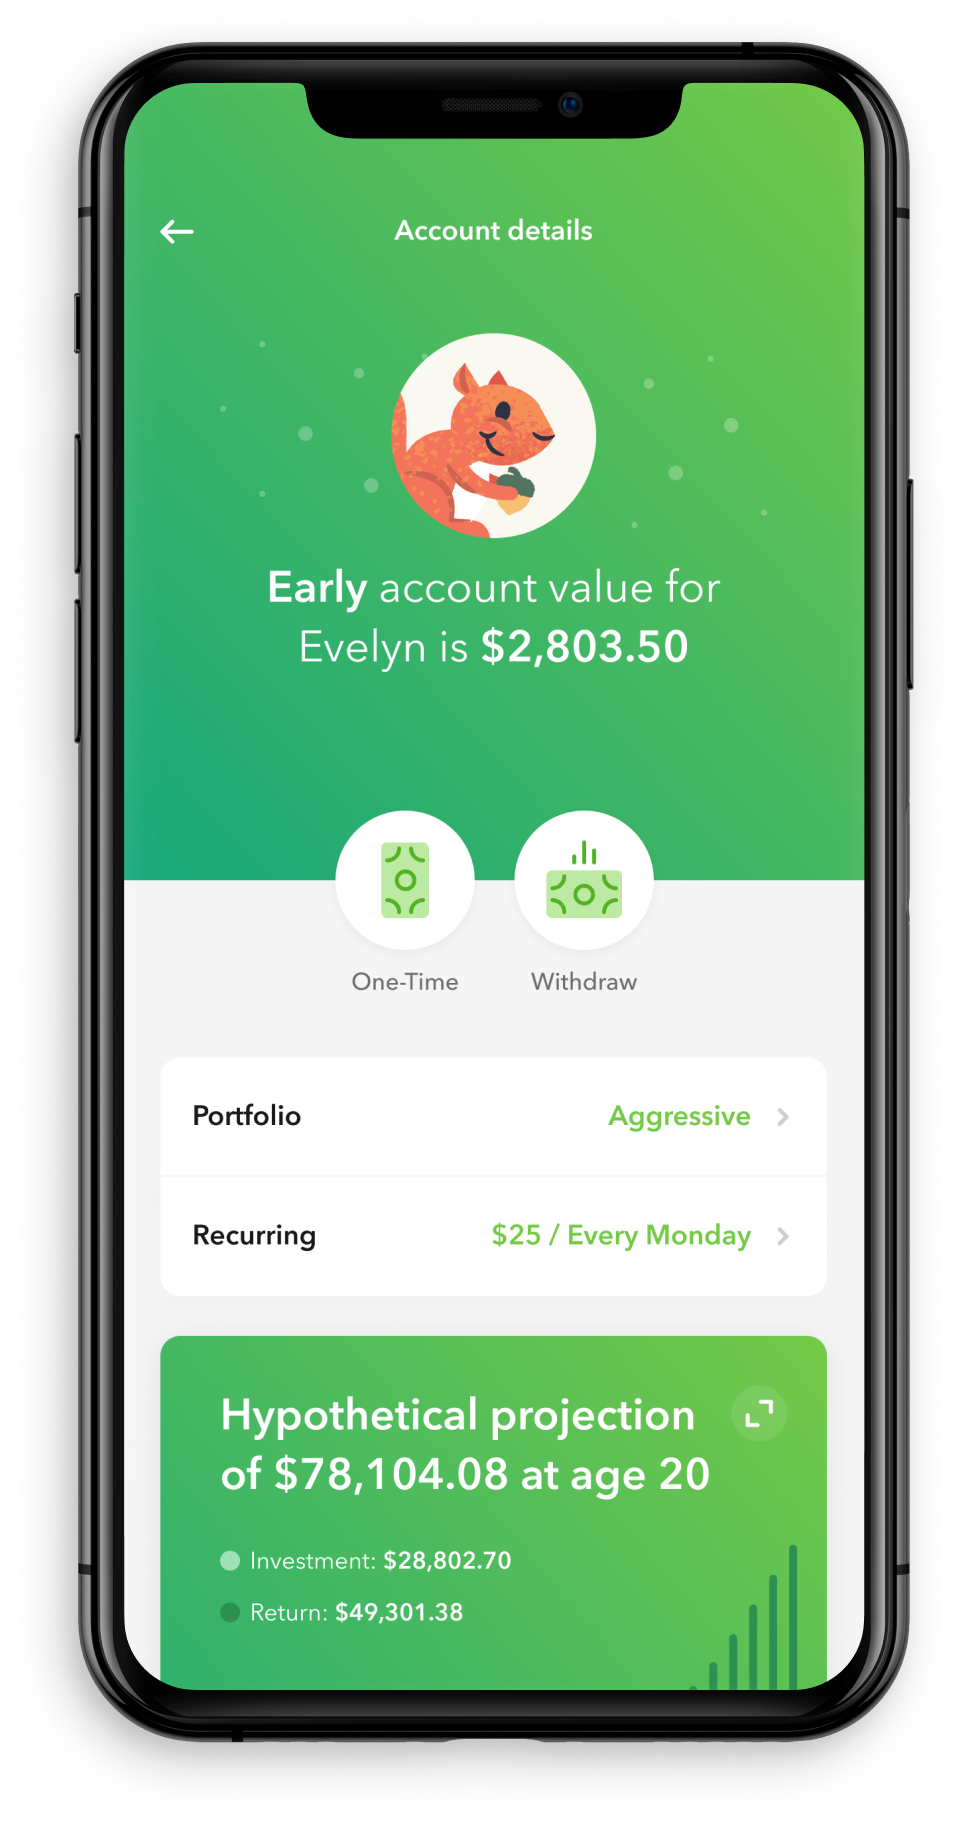 Account details
Early account value for
Evelyn is $2,803.50
One-Time
Withdraw
Portfolio
Aggressive
Recurring
$25 / Every Monday
Hypothetical projection
of $78,104.08 at age 20
Investment: $28,802.70
Return: $49,301.38